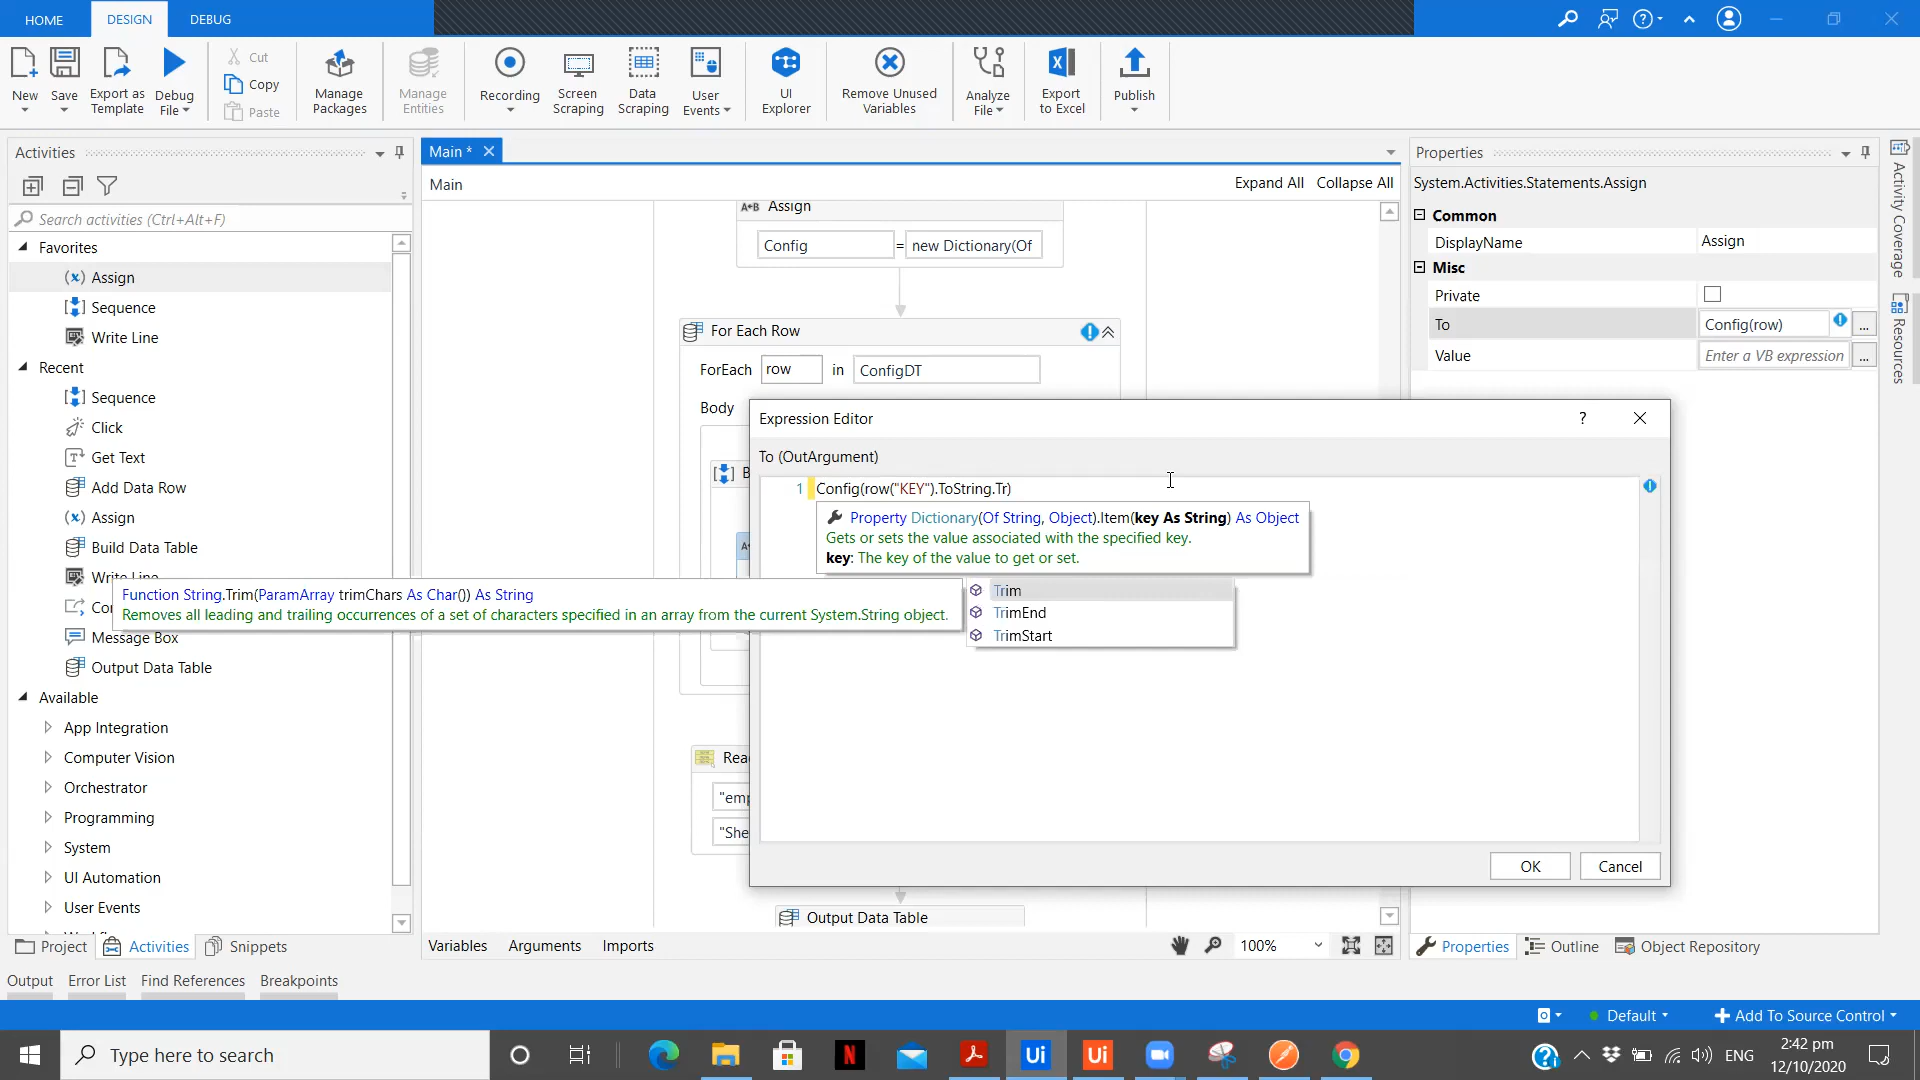 HOME DESIGN DEBUG
New Save Export as Template Debug File Cut Copy Paste Manage Packages Manage Entities Recording Screen Scraping Data Scraping User Events UI Explorer Remove Unused Variables Analyze File Export to Excel Publish
Activities
Search activities (Ctrl+Alt+F)
Favorites
Assign
Sequence
Write Line
Recent
Sequence
Click
Get Text
Add Data Row
Assign
Build Data Table
Write Line
Message Box
Output Data Table
Available
App Integration
Computer Vision
Orchestrator
Programming
System
UI Automation
User Events
Project Activities Snippets
Main *
Main Expand All Collapse All
A+B Assign
Config = new Dictionary(Of
For Each Row
ForEach row in ConfigDT
Body
"emp
"She
Output Data Table
Variables Arguments Imports 100%
Expression Editor
To (OutArgument)
1 Config(row("KEY").ToString.Tr)
Property Dictionary(Of String, Object).Item(key As String) As Object
Gets or sets the value associated with the specified key.
key: The key of the value to get or set.
Function String.Trim(ParamArray trimChars As Char()) As String
Removes all leading and trailing occurrences of a set of characters specified in an array from the current System.String object.
Trim
TrimEnd
TrimStart
OK Cancel
Properties
System.Activities.Statements.Assign
Common
DisplayName Assign
Misc
Private
To Config(row) ...
Value Enter a VB expression ...
Activity Coverage
Resources
Properties Outline Object Repository
Output Error List Find References Breakpoints
Default Add To Source Control
Type here to search
ENG
2:42 pm
12/10/2020